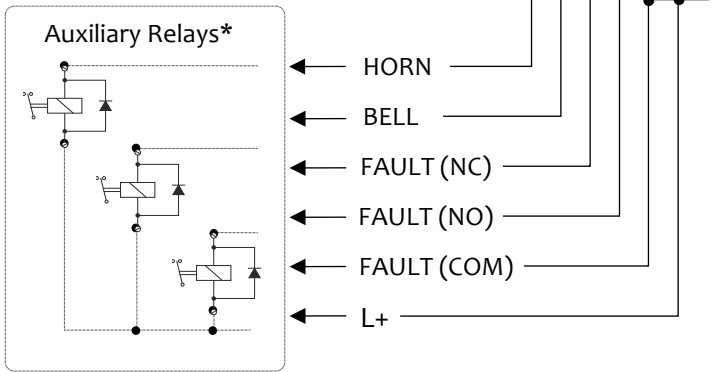 Auxiliary Relays*
HORN
BELL
FAULT (NC)
FAULT (NO)
FAULT (COM)
L+